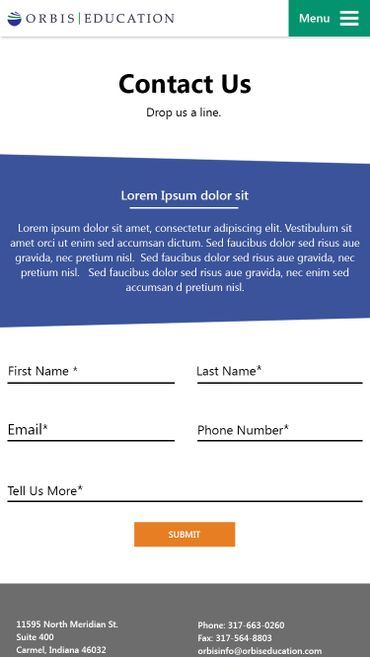 ORBIS|EDUCATION
Menu
Contact Us
Drop us a line.
Lorem Ipsum dolor sit
Lorem ipsum dolor sit amet, consectetur adipiscing elit. Vestibulum sit
amet orci ut enim sed accumsan dictum. Sed faucibus dolor sed risus aue
gravida, nec pretium nisl.  Sed faucibus dolor sed risus aue gravida, nec
pretium nisl.   Sed faucibus dolor sed risus aue gravida, nec enim sed
accumsan d pretium nisl.
First Name *
Last Name*
Email*
Phone Number*
Tell Us More*
SUBMIT
11595 North Meridian St.
Suite 400
Carmel, Indiana 46032
Phone: 317-663-0260
Fax: 317-564-8803
orbisinfo@orbiseducation.com